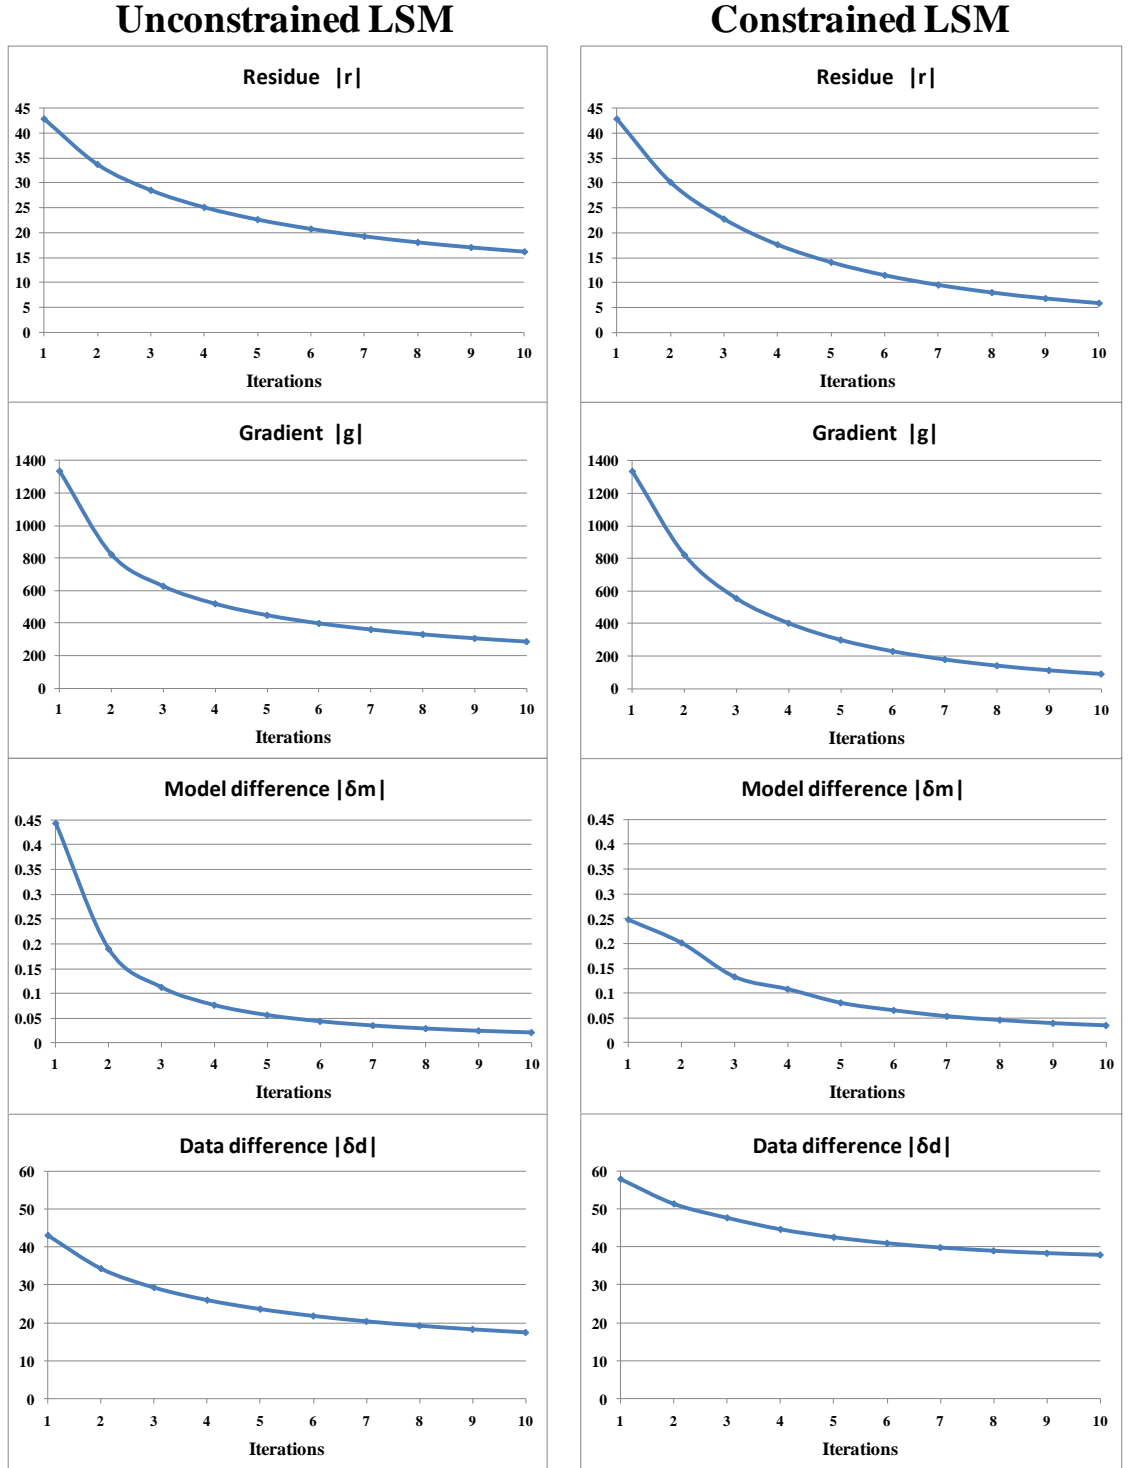 Unconstrained LSM
Constrained LSM
Residue |r|
45
40
35
30
25
20
15
10
5
0
1 2 3 4 5 6 7 8 9 10
Iterations
Residue |r|
45
40
35
30
25
20
15
10
5
0
1 2 3 4 5 6 7 8 9 10
Iterations
Gradient |g|
1400
1200
1000
800
600
400
200
0
1 2 3 4 5 6 7 8 9 10
Iterations
Gradient |g|
1400
1200
1000
800
600
400
200
0
1 2 3 4 5 6 7 8 9 10
Iterations
Model difference |δm|
0.45
0.4
0.35
0.3
0.25
0.2
0.15
0.1
0.05
0
1 2 3 4 5 6 7 8 9 10
Iterations
Model difference |δm|
0.45
0.4
0.35
0.3
0.25
0.2
0.15
0.1
0.05
0
1 2 3 4 5 6 7 8 9 10
Iterations
Data difference |δd|
60
50
40
30
20
10
0
1 2 3 4 5 6 7 8 9 10
Iterations
Data difference |δd|
60
50
40
30
20
10
0
1 2 3 4 5 6 7 8 9 10
Iterations